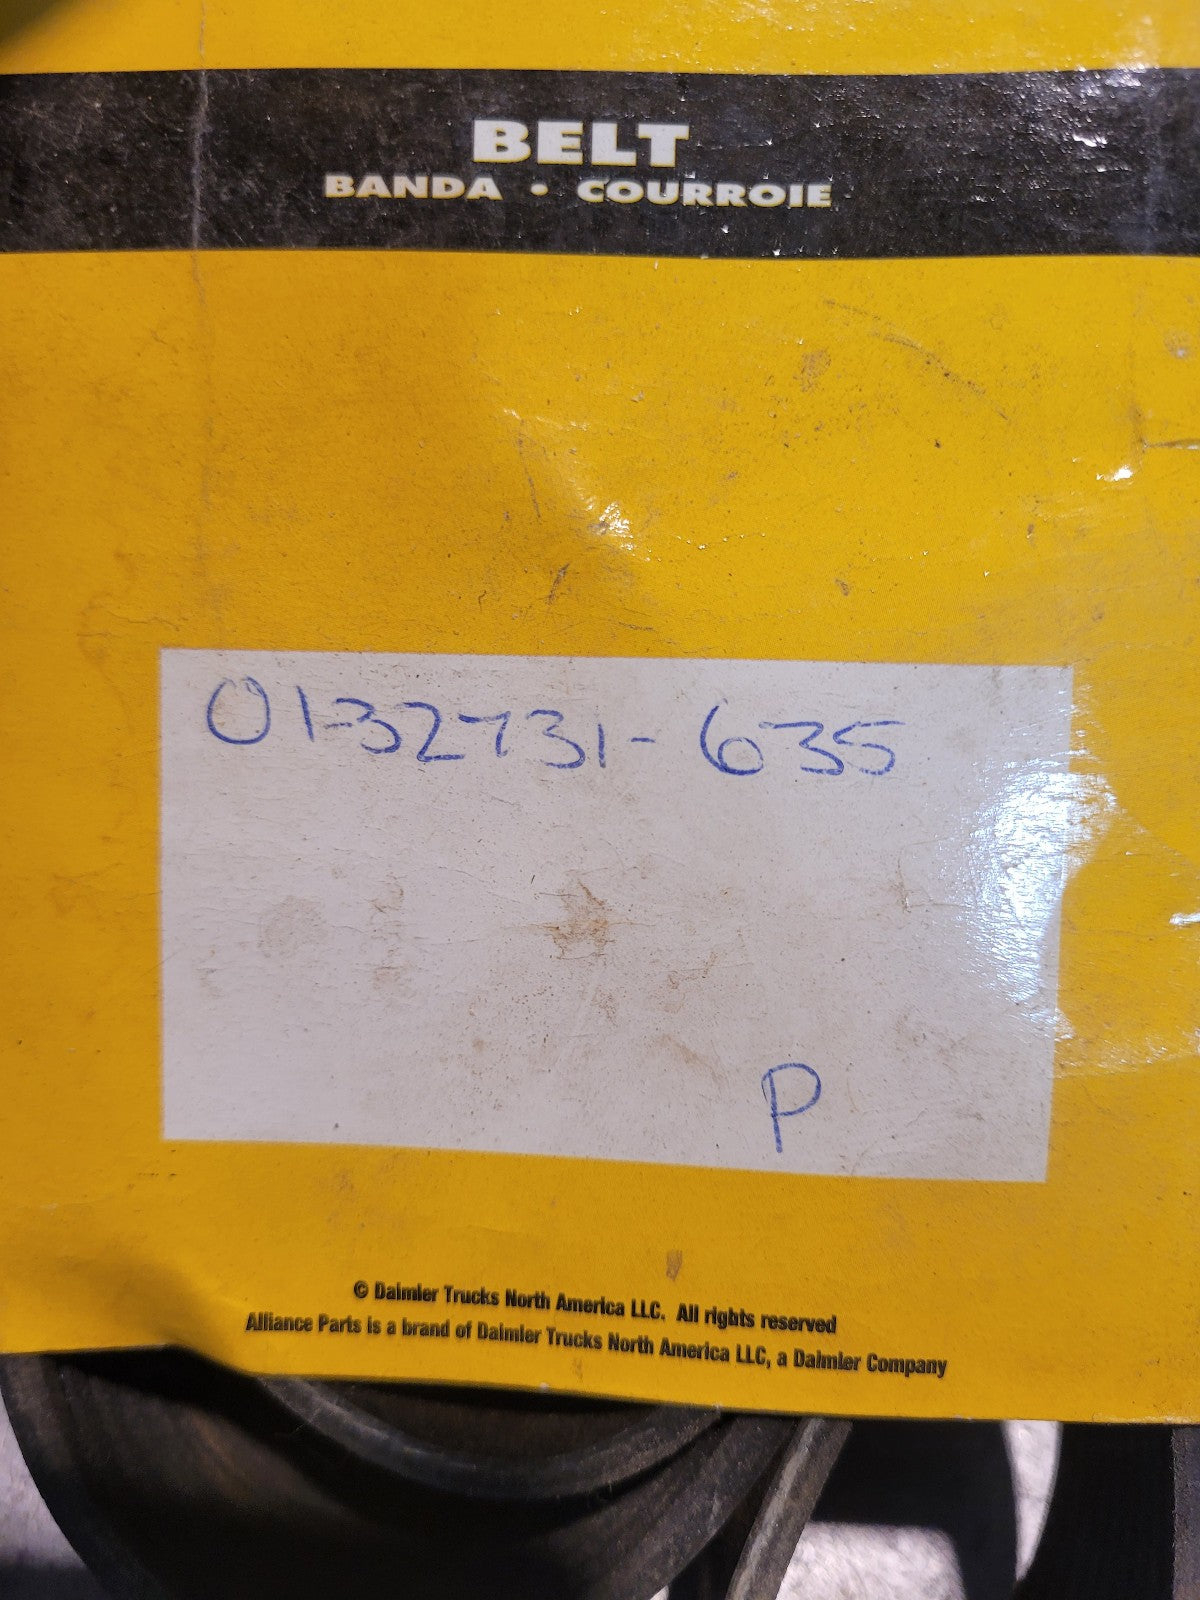 BELT
BANDA • COURROIE
01-32731-635
P
© Daimler Trucks North America LLC. All rights reserved
Alliance Parts is a brand of Daimler Trucks North America LLC, a Daimler Company